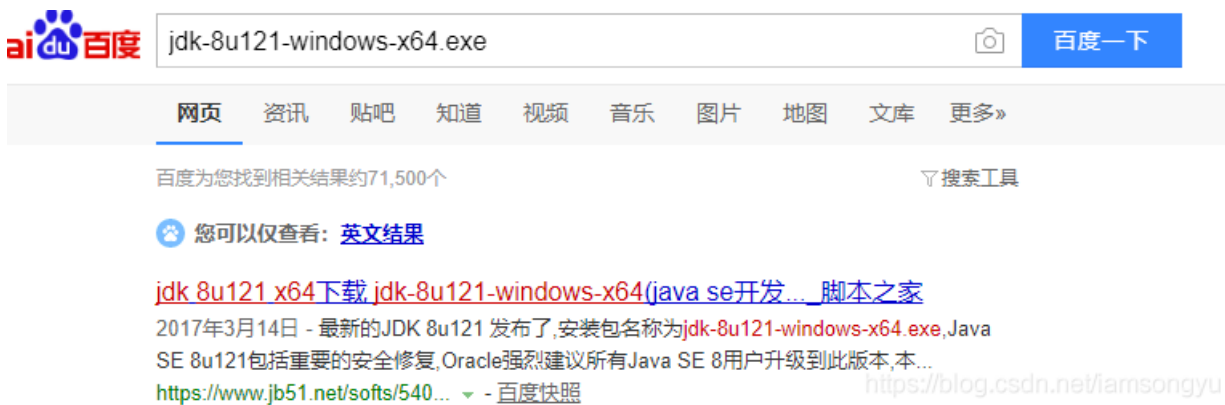 ai du 百度 jdk-8u121-windows-x64.exe 百度一下
网页 资讯 贴吧 知道 视频 音乐 图片 地图 文库 更多»
百度为您找到相关结果约71,500个 搜索工具
您可以仅查看：英文结果
jdk 8u121 x64下载 jdk-8u121-windows-x64(java se开发..._脚本之家
2017年3月14日 - 最新的JDK 8u121 发布了,安装包名称为jdk-8u121-windows-x64.exe,Java
SE 8u121包括重要的安全修复,Oracle强烈建议所有Java SE 8用户升级到此版本,本...
https://www.jb51.net/softs/540... - 百度快照
https://blog.csdn.net/iamsongyu